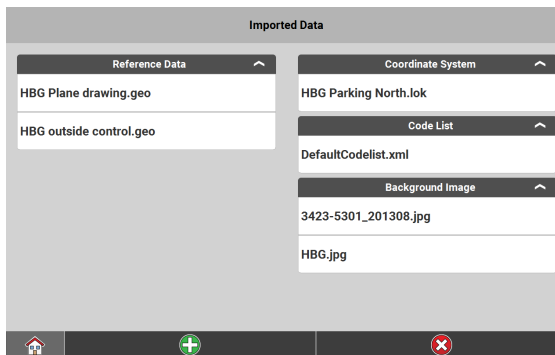 Imported Data
Reference Data
HBG Plane drawing.geo
HBG outside control.geo
Coordinate System
HBG Parking North.lok
Code List
DefaultCodelist.xml
Background Image
3423-5301_201308.jpg
HBG.jpg